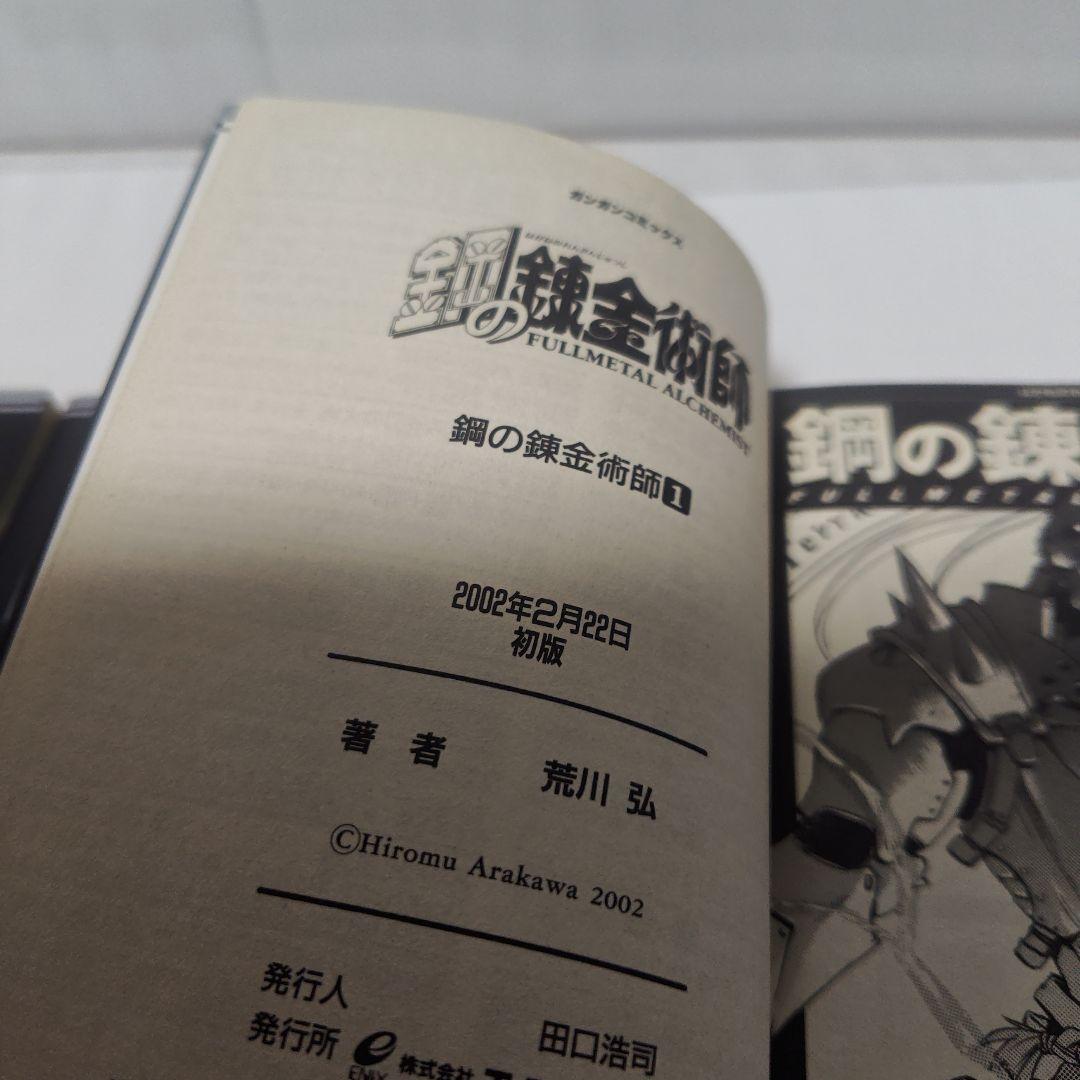 ガンガンコミックス
鋼の錬金術師
FULLMETAL ALCHEMIST
鋼の錬金術師1
2002年2月22日
初版
著者 荒川 弘
©Hiromu Arakawa 2002
発行人 田口浩司
発行所 e 株式会社
ENIX
鋼の錬
FULLMETA